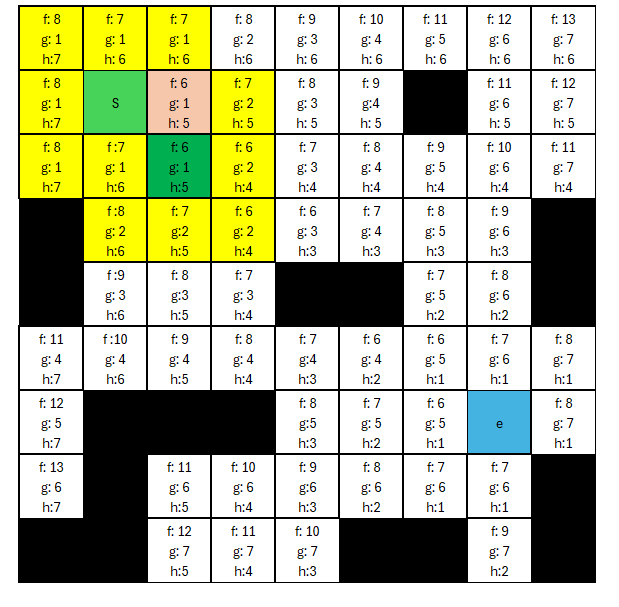 f: 8 f: 7 f: 7 f: 8 f: 9 f: 10 f: 11 f: 12 f: 13
g: 1 g: 1 g: 1 g: 2 g: 3 g: 4 g: 5 g: 6 g: 7
h:7 h: 6 h: 6 h:6 h: 6 h: 6 h: 6 h: 6 h: 6
f: 8 f: 6 f: 7 f: 8 f: 9 f: 11 f: 12
g: 1 S g: 1 g: 2 g: 3 g:4 g: 6 g: 7
h:7 h: 5 h: 5 h: 5 h: 5 h: 5 h:5
f: 8 f :7 f: 6 f: 6 f: 7 f: 8 f: 9 f: 10 f: 11
g: 1 g: 1 g: 1 g: 2 g: 3 g: 4 g: 5 g: 6 g: 7
h:7 h:6 h:5 h:4 h:4 h:4 h:4 h:4 h:4
f :8 f: 7 f: 6 f: 6 f: 7 f: 8 f: 9
g: 2 g:2 g: 2 g: 3 g: 4 g: 5 g: 6
h:6 h:5 h:4 h:3 h:3 h:3 h:3
f :9 f: 8 f: 7 f: 7 f: 8
g: 3 g:3 g: 3 g: 5 g: 6
h:6 h:5 h:4 h:2 h:2
f: 11 f :10 f: 9 f: 8 f: 7 f: 6 f: 6 f: 7 f: 8
g: 4 g: 4 g: 4 g: 4 g: 4 g: 4 g: 5 g: 6 g: 7
h:7 h:6 h:5 h:4 h:3 h:2 h:1 h:1 h:1
f: 12 f: 8 f: 7 f: 6 f: 8
g: 5 g:5 g: 5 g: 5 e g: 7
h:7 h:3 h:2 h:1 h:1
f: 13 f: 11 f: 10 f: 9 f: 8 f: 7 f: 7
g: 6 g: 6 g: 6 g:6 g: 6 g: 6 g: 6
h:7 h:5 h:4 h:3 h:2 h:1 h:1
f: 12 f: 11 f: 10 f: 9
g: 7 g: 7 g: 7 g: 7
h:5 h:4 h:3 h:2